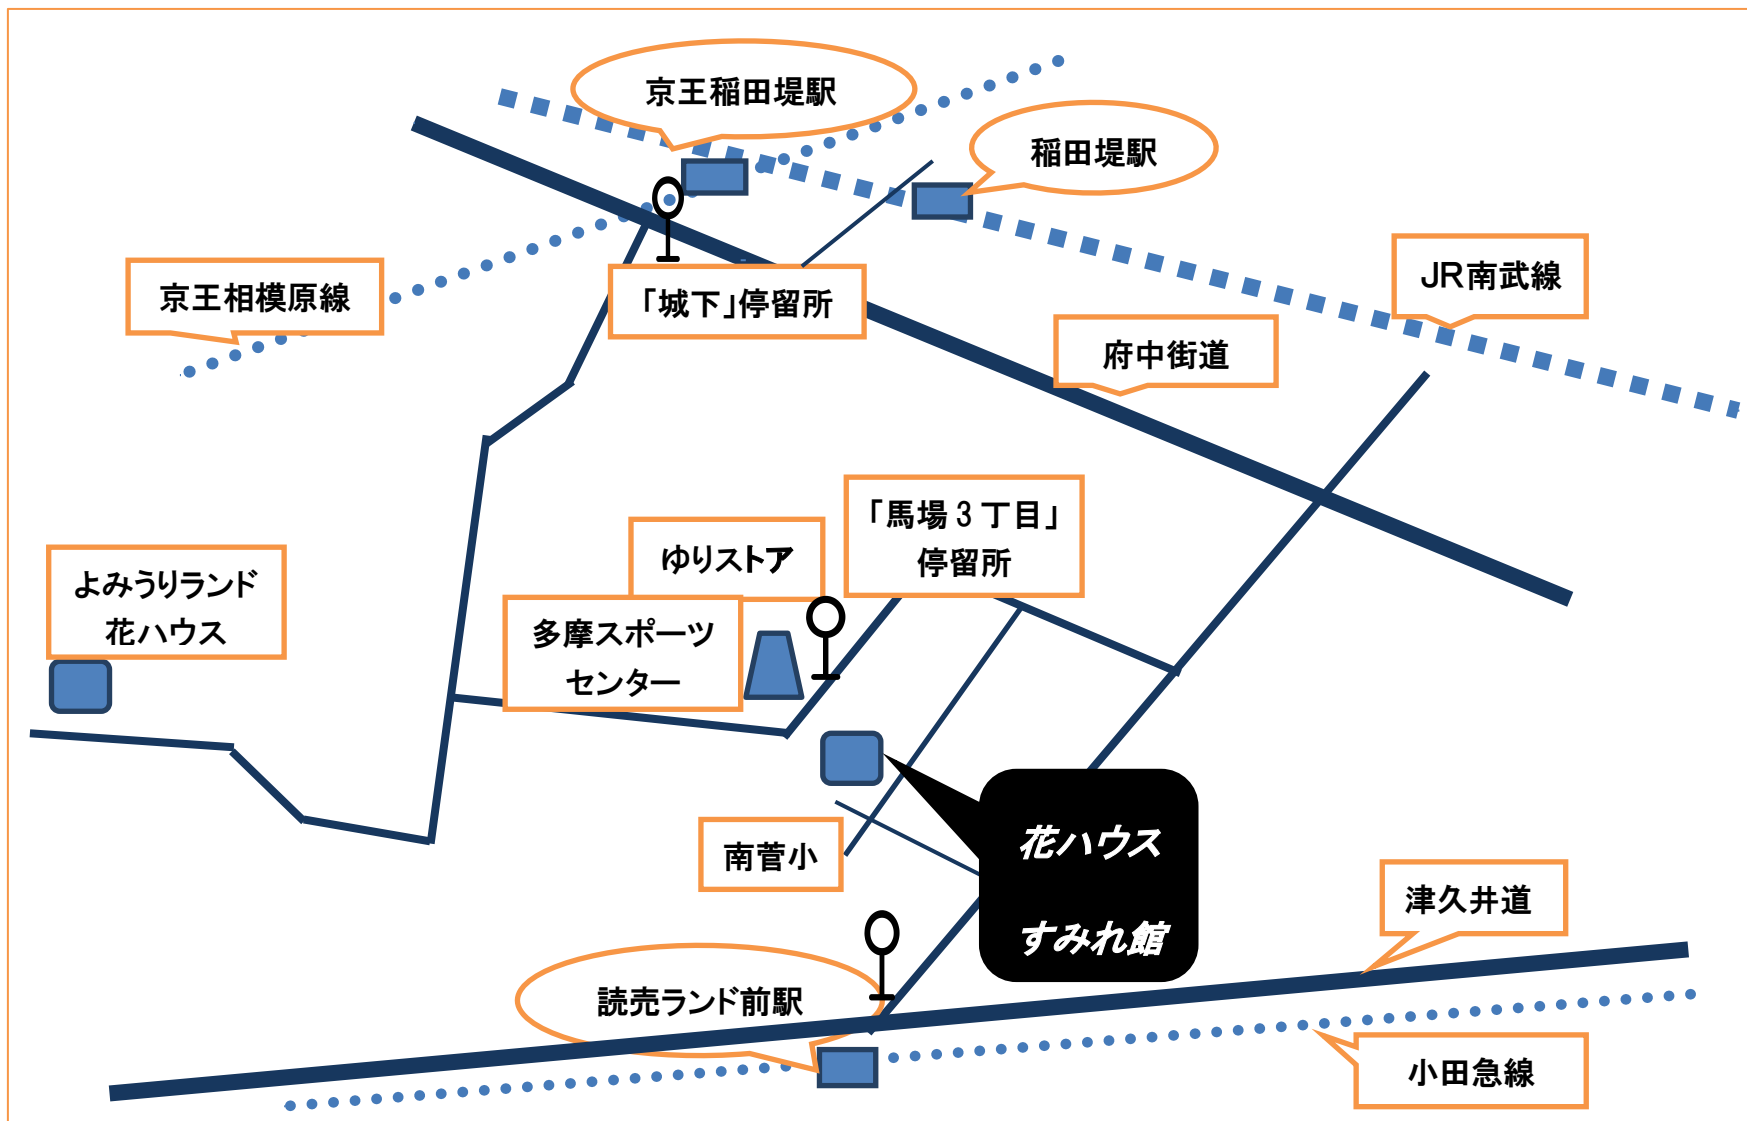 京王稲田堤駅
稲田堤駅
京王相模原線
「城下」停留所
JR南武線
府中街道
「馬場3丁目」
停留所
ゆりストア
よみうりランド
花ハウス
多摩スポーツ
センター
南菅小
花ハウス
すみれ館
津久井道
読売ランド前駅
小田急線